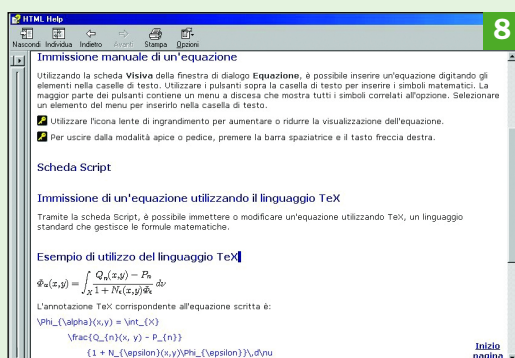 HTML Help
8
Nascondi Individua Indietro Avanti Stampa Opzioni
Immissione manuale di un'equazione
Utilizzando la scheda Visiva della finestra di dialogo Equazione, è possibile inserire un'equazione digitando gli
elementi nella caselle di testo. Utilizzare i pulsanti sopra la casella di testo per inserire i simboli matematici. La
maggior parte dei pulsanti contiene un menu a discesa che mostra tutti i simboli correlati all'opzione. Selezionare
un elemento del menu per inserirlo nella casella di testo.
Utilizzare l'icona lente di ingrandimento per aumentare o ridurre la visualizzazione dell'equazione.
Per uscire dalla modalità apice o pedice, premere la barra spaziatrice e il tasto freccia destra.
Scheda Script
Immissione di un'equazione utilizzando il linguaggio TeX
Tramite la scheda Script, è possibile immettere o modificare un'equazione utilizzando TeX, un linguaggio
standard che gestisce le formule matematiche.
Esempio di utilizzo del linguaggio TeX
Φα(x,y) = ∫X Qn(x,y) − Pn / 1 + Nε(x,y)Φε dν
L'annotazione TeX corrispondente all'equazione scritta è:
\Phi_{\alpha}(x,y) = \int_{X}
\frac{Q_{n}(x, y) - P_{n}}
{1 + N_{\epsilon}(x,y)\Phi_{\epsilon}}\,d\nu
Inizio
pagina